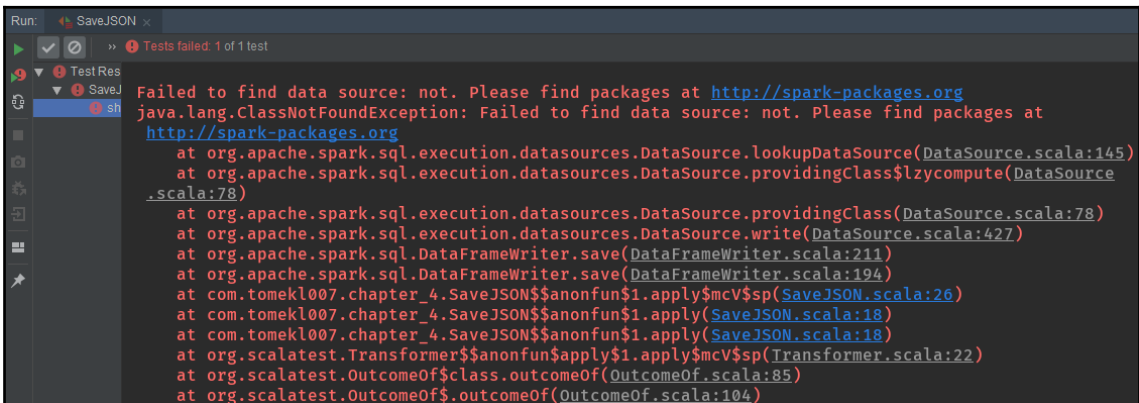 Run: SaveJSON ×
» Tests failed: 1 of 1 test
Test Res
SaveJ
sh
Failed to find data source: not. Please find packages at http://spark-packages.org
java.lang.ClassNotFoundException: Failed to find data source: not. Please find packages at
http://spark-packages.org
at org.apache.spark.sql.execution.datasources.DataSource.lookupDataSource(DataSource.scala:145)
at org.apache.spark.sql.execution.datasources.DataSource.providingClass$lzycompute(DataSource
.scala:78)
at org.apache.spark.sql.execution.datasources.DataSource.providingClass(DataSource.scala:78)
at org.apache.spark.sql.execution.datasources.DataSource.write(DataSource.scala:427)
at org.apache.spark.sql.DataFrameWriter.save(DataFrameWriter.scala:211)
at org.apache.spark.sql.DataFrameWriter.save(DataFrameWriter.scala:194)
at com.tomekl007.chapter_4.SaveJSON$$anonfun$1.apply$mcV$sp(SaveJSON.scala:26)
at com.tomekl007.chapter_4.SaveJSON$$anonfun$1.apply(SaveJSON.scala:18)
at com.tomekl007.chapter_4.SaveJSON$$anonfun$1.apply(SaveJSON.scala:18)
at org.scalatest.Transformer$$anonfun$apply$1.apply$mcV$sp(Transformer.scala:22)
at org.scalatest.OutcomeOf$class.outcomeOf(OutcomeOf.scala:85)
at org.scalatest.OutcomeOf$.outcomeOf(OutcomeOf.scala:104)